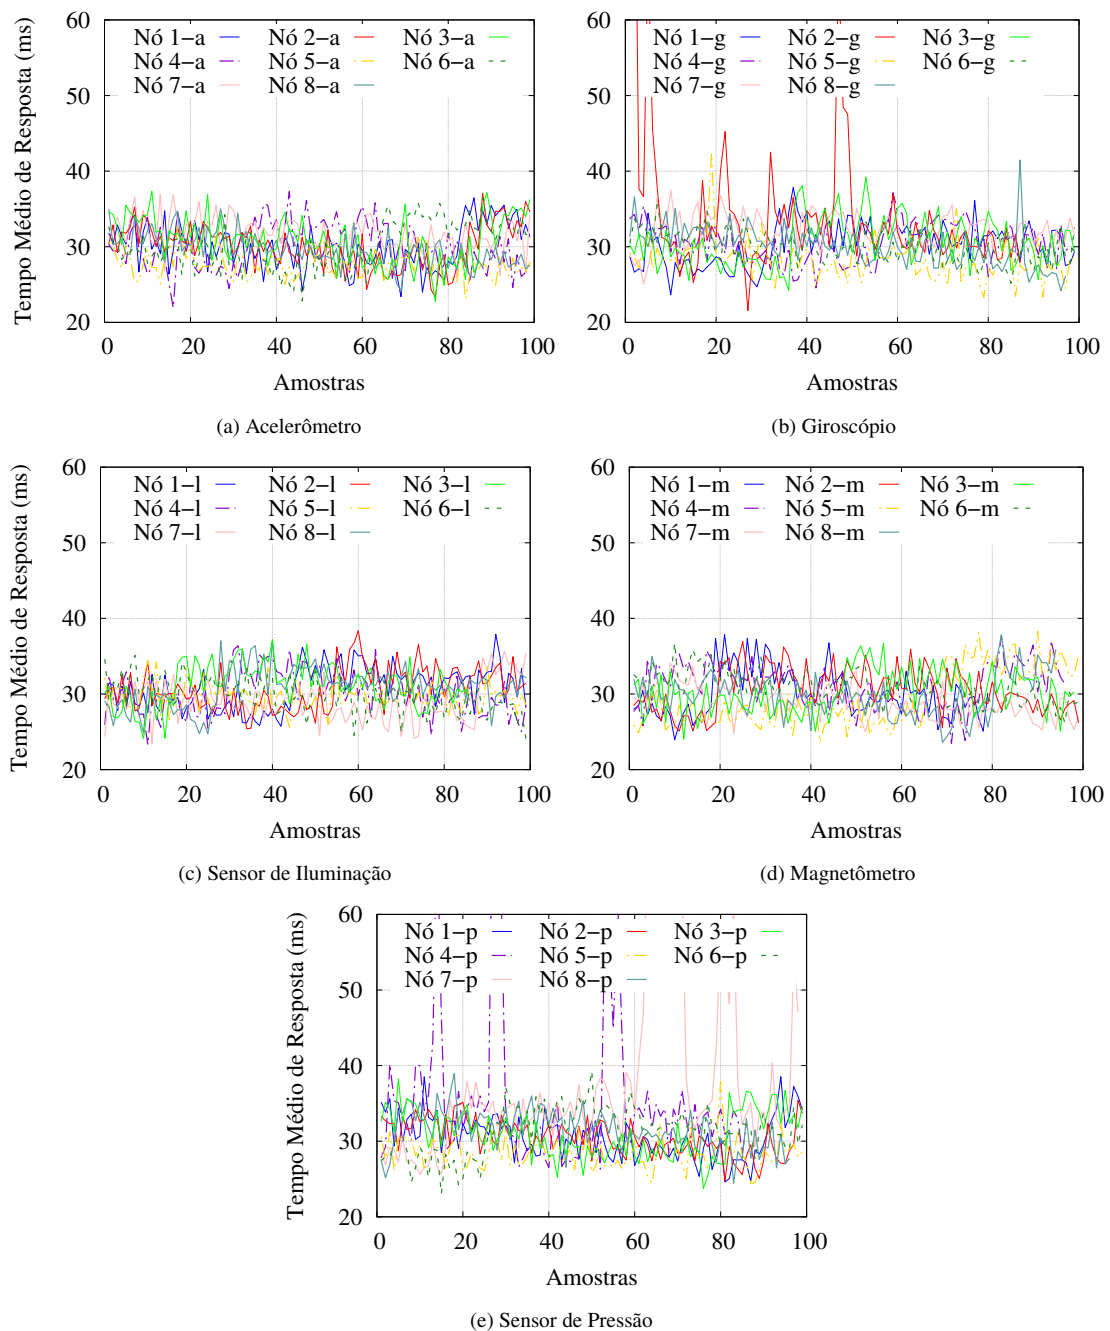 Tempo Médio de Resposta (ms)
60
50
40
30
20
Nó 1−a Nó 2−a Nó 3−a
Nó 4−a Nó 5−a Nó 6−a
Nó 7−a Nó 8−a
0 20 40 60 80 100
Amostras
(a) Acelerômetro
60
50
40
30
20
Nó 1−g Nó 2−g Nó 3−g
Nó 4−g Nó 5−g Nó 6−g
Nó 7−g Nó 8−g
0 20 40 60 80 100
Amostras
(b) Giroscópio
Tempo Médio de Resposta (ms)
60
50
40
30
20
Nó 1−l Nó 2−l Nó 3−l
Nó 4−l Nó 5−l Nó 6−l
Nó 7−l Nó 8−l
0 20 40 60 80 100
Amostras
(c) Sensor de Iluminação
60
50
40
30
20
Nó 1−m Nó 2−m Nó 3−m
Nó 4−m Nó 5−m Nó 6−m
Nó 7−m Nó 8−m
0 20 40 60 80 100
Amostras
(d) Magnetômetro
Tempo Médio de Resposta (ms)
60
50
40
30
20
Nó 1−p Nó 2−p Nó 3−p
Nó 4−p Nó 5−p Nó 6−p
Nó 7−p Nó 8−p
0 20 40 60 80 100
Amostras
(e) Sensor de Pressão